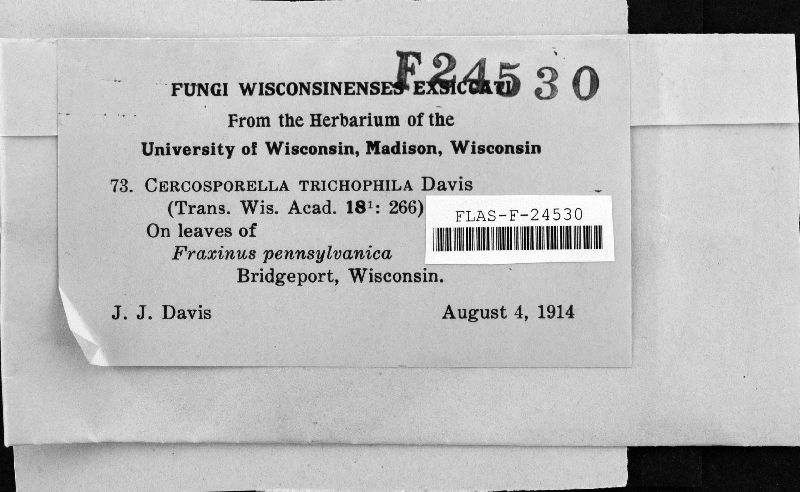 F24530
FUNGI WISCONSINENSES EXSICCATI
From the Herbarium of the
University of Wisconsin, Madison, Wisconsin
73. CERCOSPORELLA TRICHOPHILA Davis
(Trans. Wis. Acad. 18¹: 266)
FLAS-F-24530
On leaves of
Fraxinus pennsylvanica
Bridgeport, Wisconsin.
J. J. Davis August 4, 1914